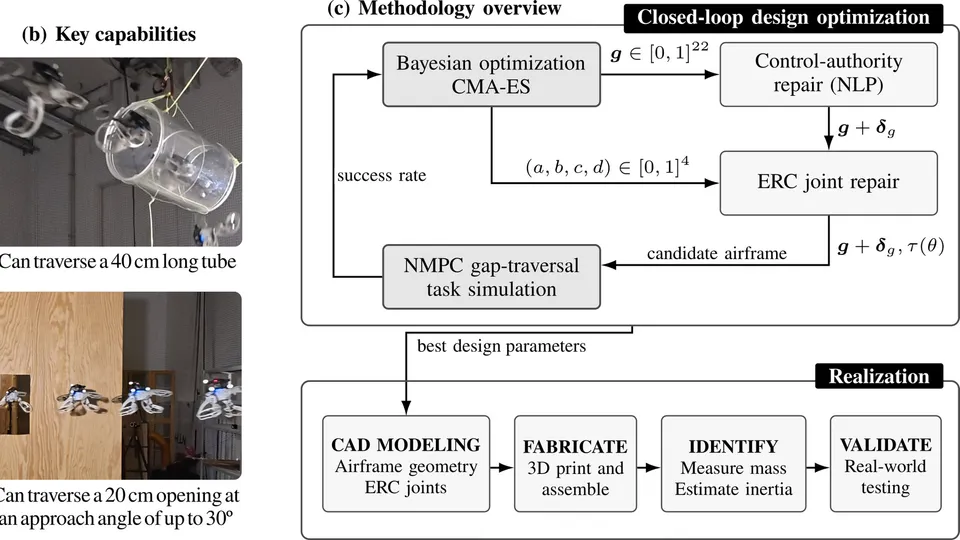 (b) Key capabilities
Can traverse a 40 cm long tube
Can traverse a 20 cm opening at
an approach angle of up to 30°
(c) Methodology overview
Closed-loop design optimization
Bayesian optimization
CMA-ES
g ∈ [0, 1]²²
Control-authority
repair (NLP)
g + δ_g
(a, b, c, d) ∈ [0, 1]⁴
ERC joint repair
success rate
g + δ_g, τ(θ)
candidate airframe
NMPC gap-traversal
task simulation
best design parameters
Realization
CAD MODELING
Airframe geometry
ERC joints
FABRICATE
3D print and
assemble
IDENTIFY
Measure mass
Estimate inertia
VALIDATE
Real-world
testing